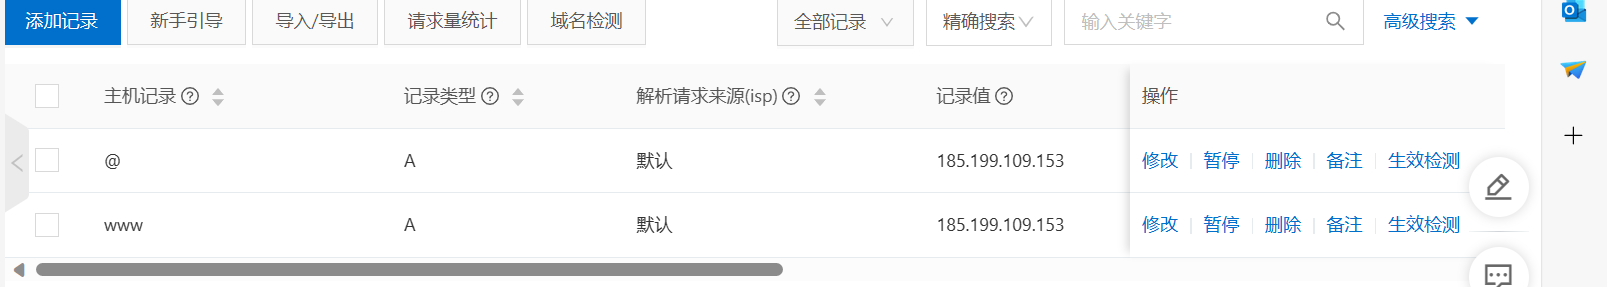 添加记录 新手引导 导入/导出 请求量统计 域名检测 全部记录 精确搜索 输入关键字 高级搜索
主机记录 ? 记录类型 ? 解析请求来源(isp) ? 记录值 ? 操作
@ A 默认 185.199.109.153 修改 暂停 删除 备注 生效检测
www A 默认 185.199.109.153 修改 暂停 删除 备注 生效检测